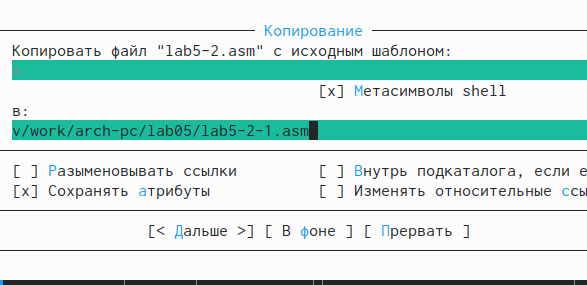 Копирование
Копировать файл "lab5-2.asm" с исходным шаблоном:
*
[x] Метасимволы shell
в:
v/work/arch-pc/lab05/lab5-2-1.asm
[ ] Разыменовывать ссылки [ ] Внутрь подкаталога, если е
[x] Сохранять атрибуты [ ] Изменять относительные ссы
[< Дальше >] [ В фоне ] [ Прервать ]